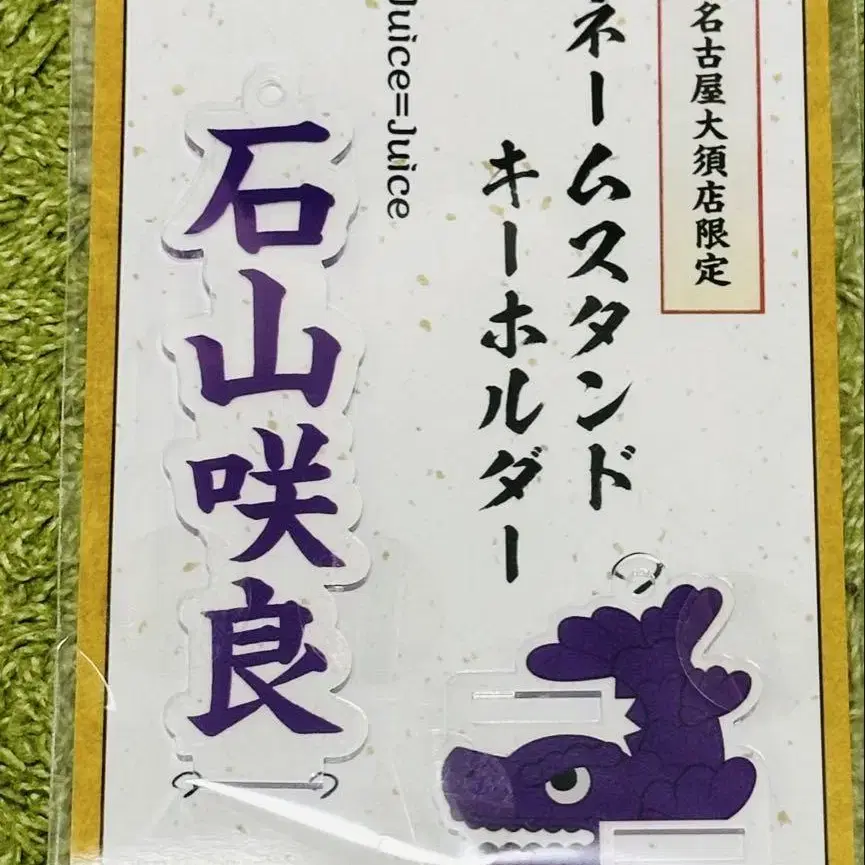 名古屋大須店限定
ネームスタンド
キーホルダー
Juice=Juice
石山咲良